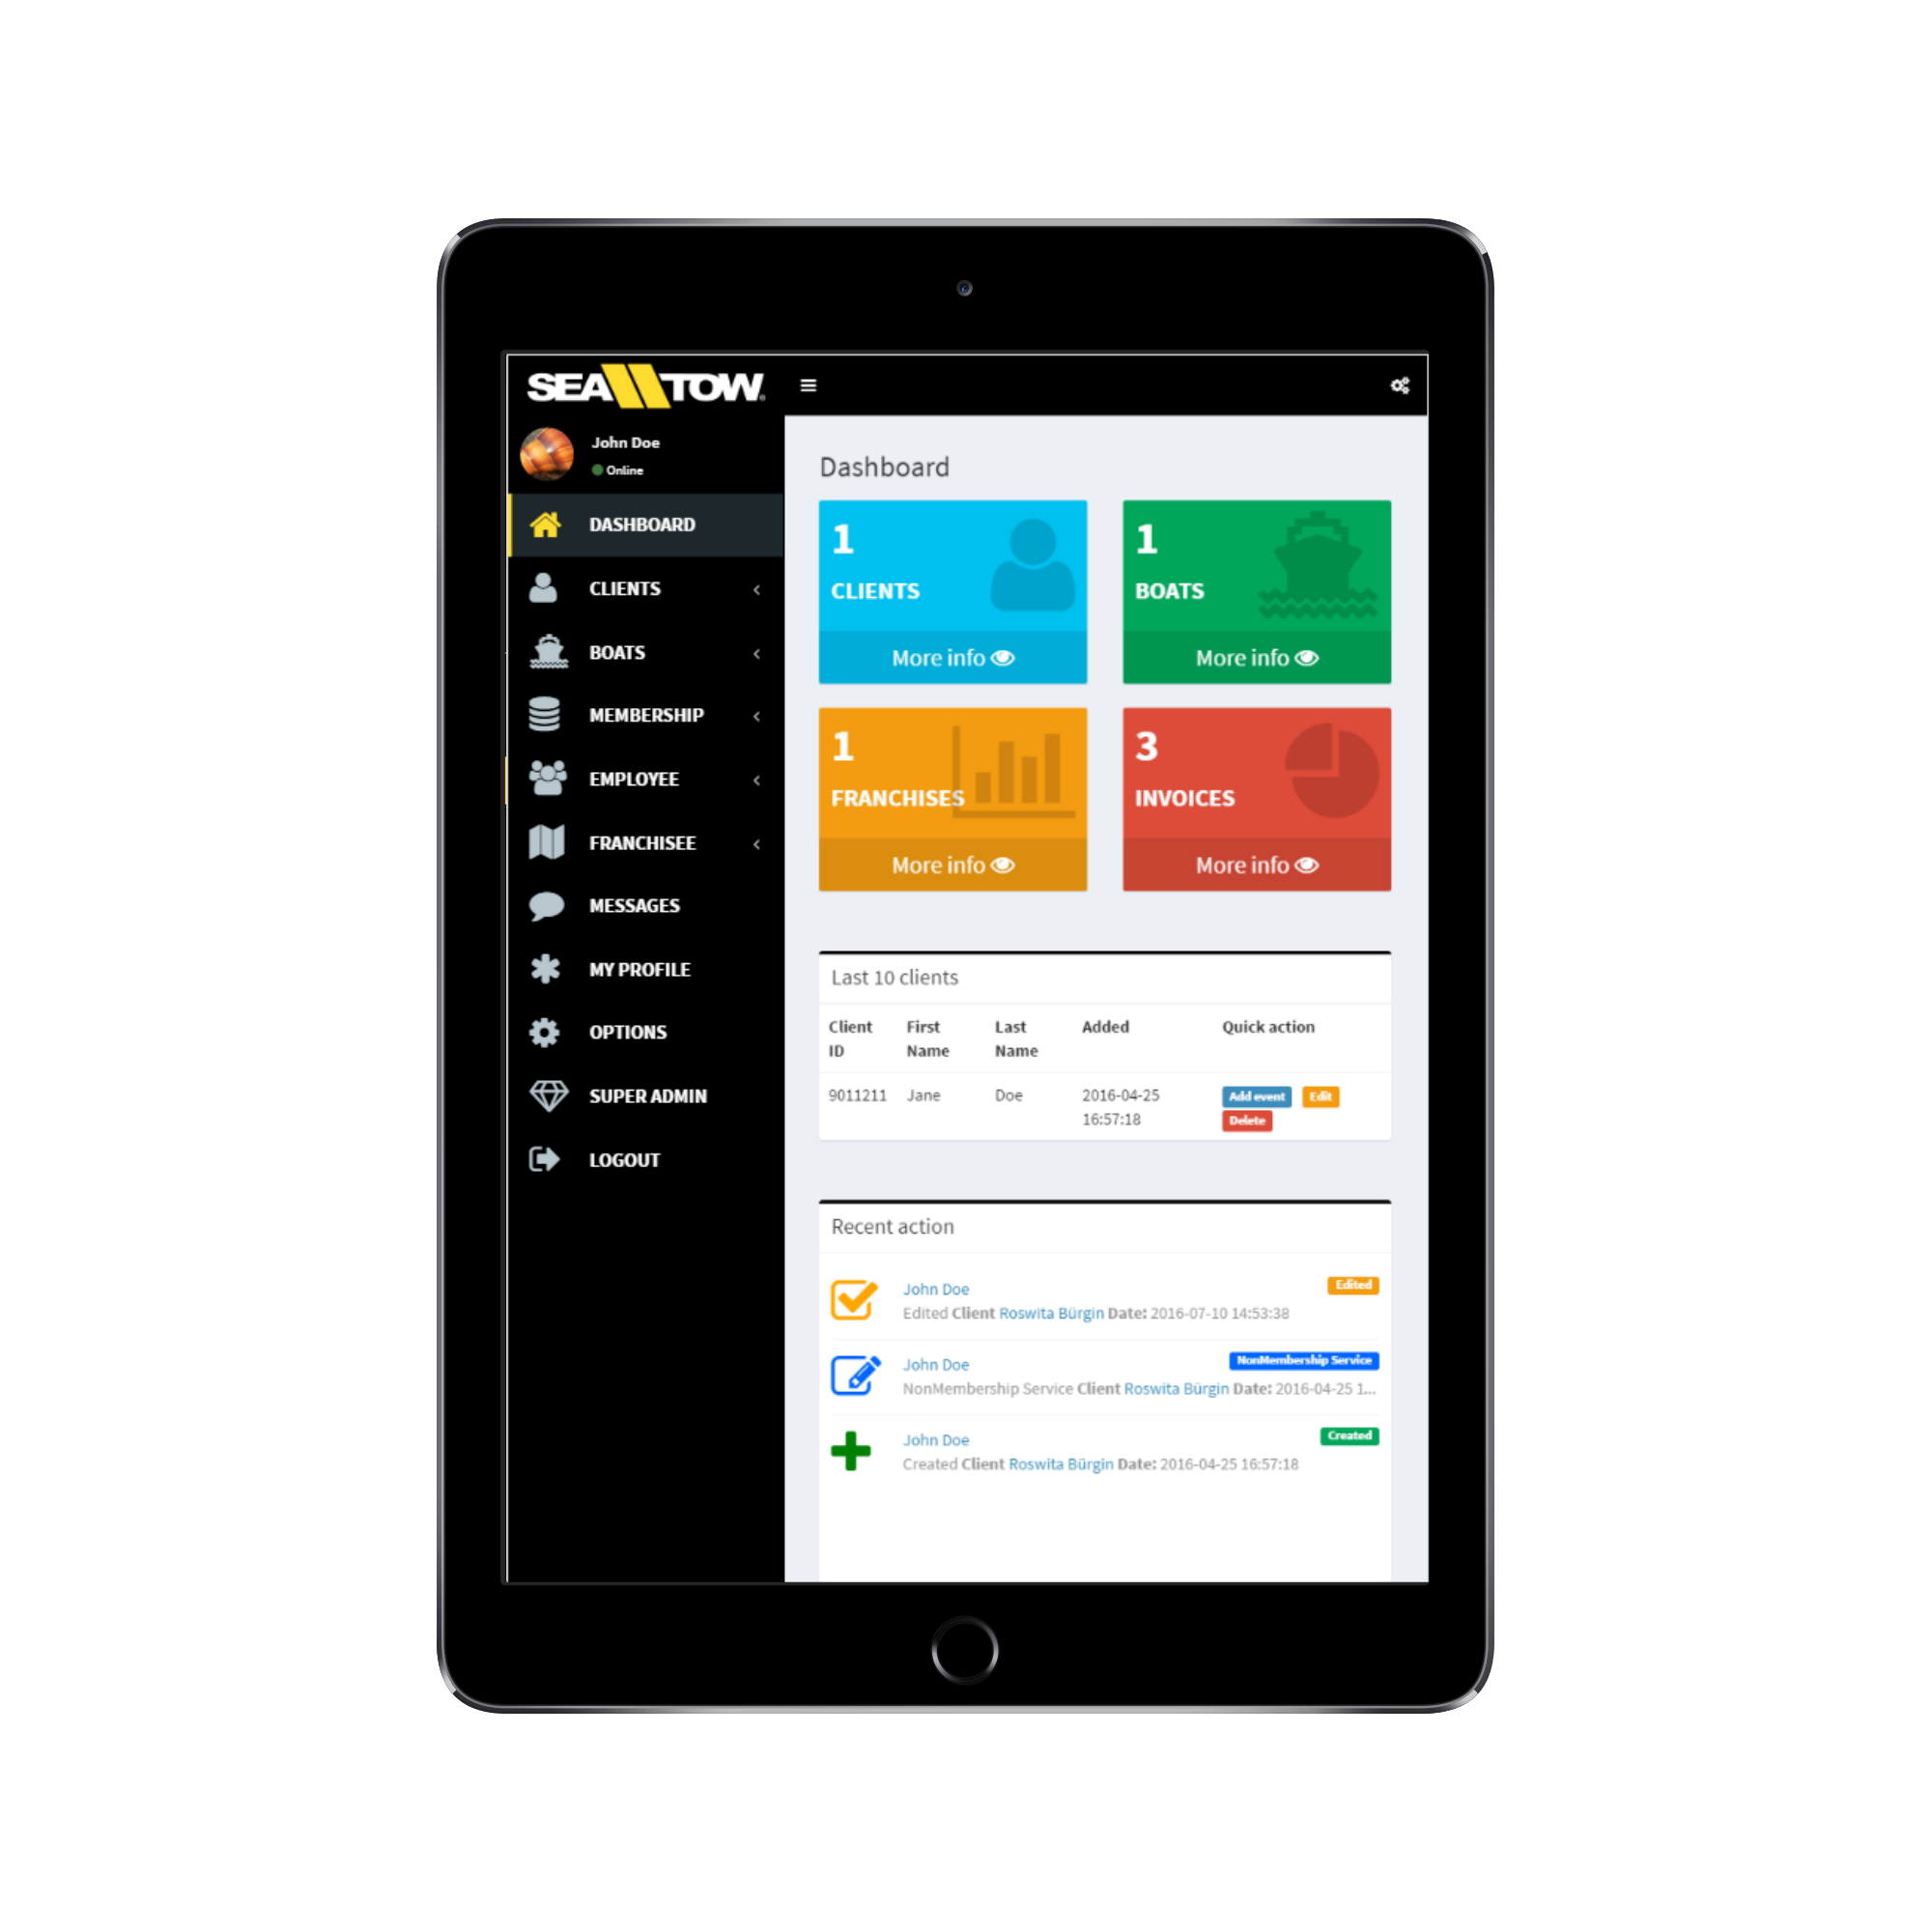 SEA TOW®
John Doe
Online
DASHBOARD
CLIENTS
BOATS
MEMBERSHIP
EMPLOYEE
FRANCHISEE
MESSAGES
MY PROFILE
OPTIONS
SUPER ADMIN
LOGOUT
Dashboard
1
CLIENTS
More info
1
BOATS
More info
1
FRANCHISES
More info
3
INVOICES
More info
Last 10 clients
Client ID First Name Last Name Added Quick action
9011211 Jane Doe 2016-04-25 16:57:18 Add event Edit Delete
Recent action
John Doe Edited
Edited Client Roswita Bürgin Date: 2016-07-10 14:53:38
John Doe NonMembership Service
NonMembership Service Client Roswita Bürgin Date: 2016-04-25 1...
John Doe Created
Created Client Roswita Bürgin Date: 2016-04-25 16:57:18